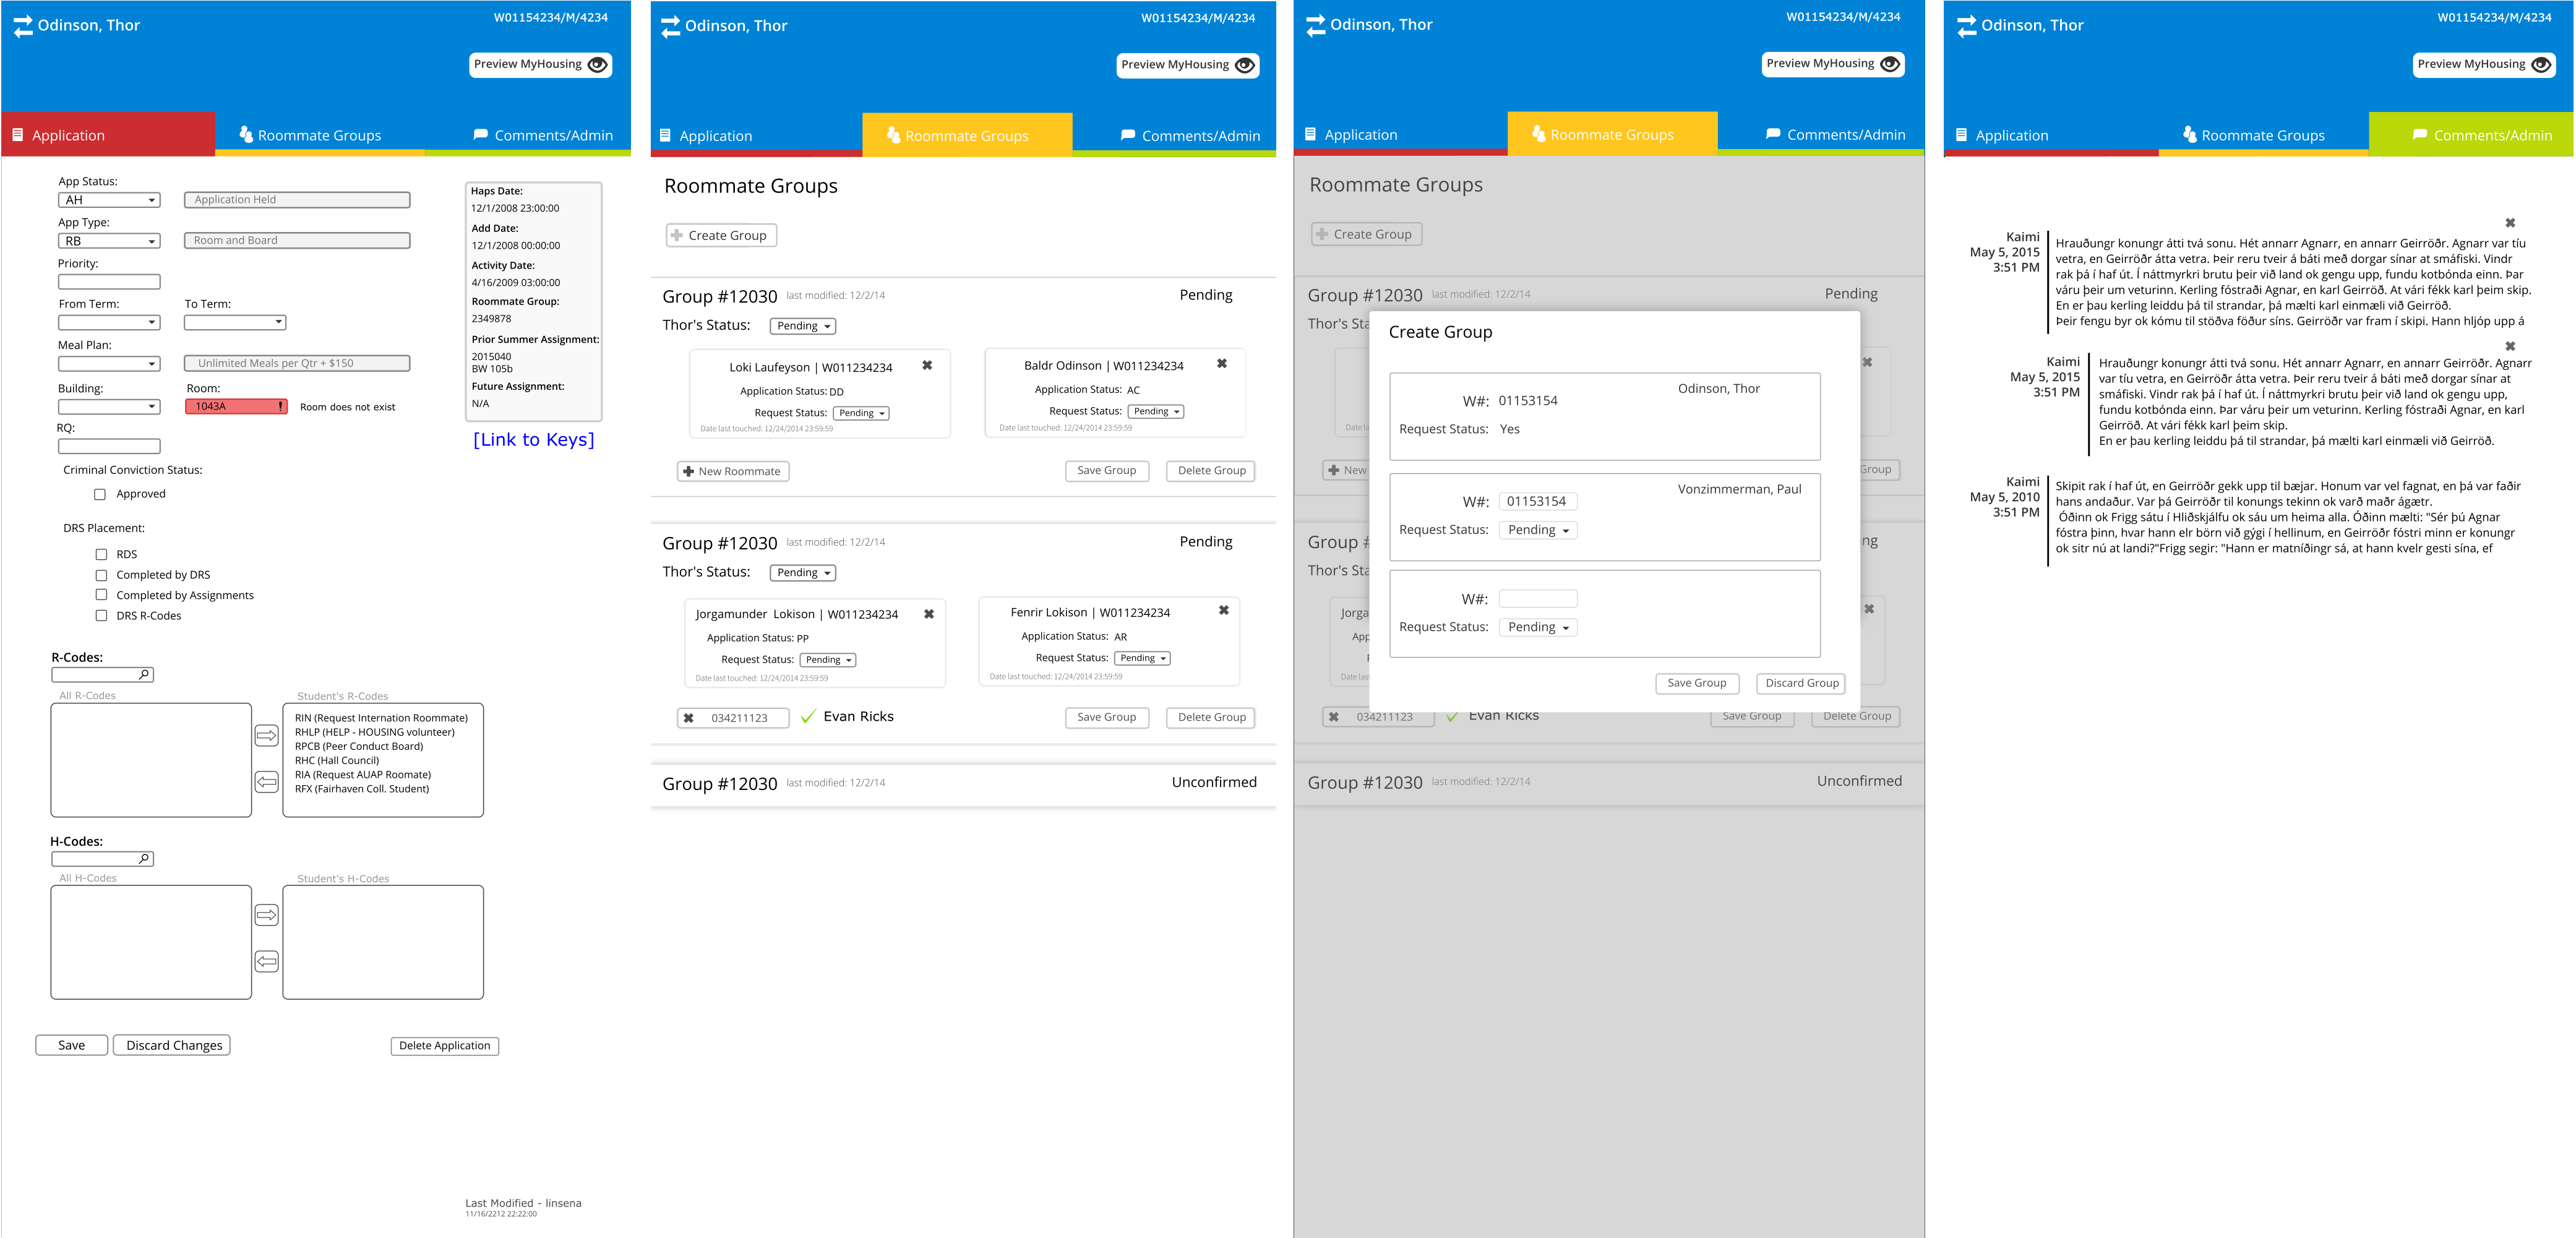 Odinson, Thor
W01154234/M/4234
Preview MyHousing
Application
Roommate Groups
Comments/Admin
App Status:
AH
Application Held
App Type:
RB
Room and Board
Priority:
From Term:
To Term:
Meal Plan:
Unlimited Meals per Qtr + $150
Building:
Room:
1043A
Room does not exist
RQ:
Criminal Conviction Status:
Approved
DRS Placement:
RDS
Completed by DRS
Completed by Assignments
DRS R-Codes
Haps Date:
12/1/2008 23:00:00
Add Date:
12/1/2008 00:00:00
Activity Date:
4/16/2009 03:00:00
Roommate Group:
2349878
Prior Summer Assignment:
2015040
BW 105b
Future Assignment:
N/A
[Link to Keys]
R-Codes:
All R-Codes
Student's R-Codes
RIN (Request Internation Roommate)
RHLP (HELP - HOUSING volunteer)
RPCB (Peer Conduct Board)
RHC (Hall Council)
RIA (Request AUAP Roomate)
RFX (Fairhaven Coll. Student)
H-Codes:
All H-Codes
Student's H-Codes
Save
Discard Changes
Delete Application
Last Modified - linsena
11/16/2212 22:22:00
Odinson, Thor
W01154234/M/4234
Preview MyHousing
Application
Roommate Groups
Comments/Admin
Roommate Groups
Create Group
Group #12030 last modified: 12/2/14 Pending
Thor's Status: Pending
Loki Laufeyson | W011234234
Application Status: DD
Request Status: Pending
Date last touched: 12/24/2014 23:59:59
Baldr Odinson | W011234234
Application Status: AC
Request Status: Pending
Date last touched: 12/24/2014 23:59:59
New Roommate
Save Group
Delete Group
Group #12030 last modified: 12/2/14 Pending
Thor's Status: Pending
Jorgamunder Lokison | W011234234
Application Status: PP
Request Status: Pending
Date last touched: 12/24/2014 23:59:59
Fenrir Lokison | W011234234
Application Status: AR
Request Status: Pending
Date last touched: 12/24/2014 23:59:59
034211123
Evan Ricks
Save Group
Delete Group
Group #12030 last modified: 12/2/14 Unconfirmed
Odinson, Thor
W01154234/M/4234
Preview MyHousing
Application
Roommate Groups
Comments/Admin
Roommate Groups
Create Group
Group #12030 last modified: 12/2/14 Pending
Thor's Sta
Date la
New
Group
Group #
ng
Thor's Sta
Jorga
App
Date las
Create Group
Odinson, Thor
W#: 01153154
Request Status: Yes
Vonzimmerman, Paul
W#: 01153154
Request Status: Pending
W#:
Request Status: Pending
Save Group
Discard Group
034211123
Evan Ricks
Save Group
Delete Group
Group #12030 last modified: 12/2/14 Unconfirmed
Odinson, Thor
W01154234/M/4234
Preview MyHousing
Application
Roommate Groups
Comments/Admin
Kaimi
May 5, 2015
3:51 PM
Hrauðungr konungr átti tvá sonu. Hét annarr Agnarr, en annarr Geirröðr. Agnarr var tíu
vetra, en Geirröðr átta vetra. Þeir reru tveir á báti með dorgar sínar at smáfiski. Vindr
rak þá í haf út. Í náttmyrkri brutu þeir við land ok gengu upp, fundu kotbónda einn. Þar
váru þeir um veturinn. Kerling fóstraði Agnar, en karl Geirröð. At vári fékk karl þeim skip.
En er þau kerling leiddu þá til strandar, þá mælti karl einmæli við Geirröð.
Þeir fengu byr ok kómu til stöðva föður síns. Geirröðr var fram í skipi. Hann hljóp upp á
Kaimi
May 5, 2015
3:51 PM
Hrauðungr konungr átti tvá sonu. Hét annarr Agnarr, en annarr Geirröðr. Agnarr
var tíu vetra, en Geirröðr átta vetra. Þeir reru tveir á báti með dorgar sínar at
smáfiski. Vindr rak þá í haf út. Í náttmyrkri brutu þeir við land ok gengu upp,
fundu kotbónda einn. Þar váru þeir um veturinn. Kerling fóstraði Agnar, en karl
Geirröð. At vári fékk karl þeim skip.
En er þau kerling leiddu þá til strandar, þá mælti karl einmæli við Geirröð.
Kaimi
May 5, 2010
3:51 PM
Skipit rak í haf út, en Geirröðr gekk upp til bæjar. Honum var vel fagnat, en þá var faðir
hans andaður. Var þá Geirröðr til konungs tekinn ok varð maðr ágætr.
Óðinn ok Frigg sátu í Hliðskjálfu ok sáu um heima alla. Óðinn mælti: "Sér þú Agnar
fóstra þinn, hvar hann elr börn við gýgi í hellinum, en Geirröðr fóstri minn er konungr
ok sitr nú at landi?"Frigg segir: "Hann er matníðingr sá, at hann kvelr gesti sína, ef